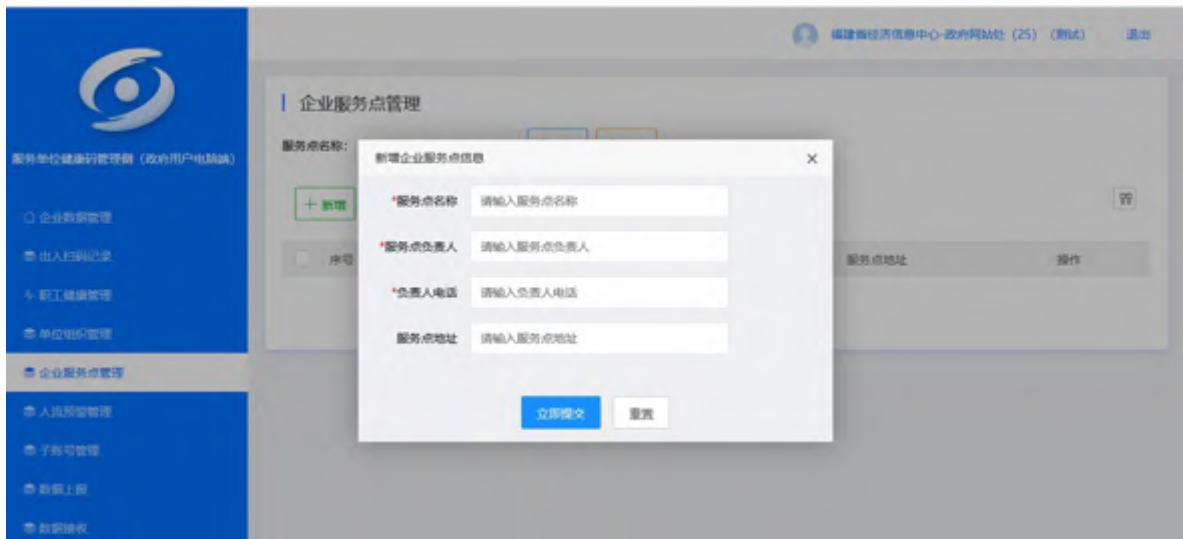 福建省经济信息中心-政府网站处 (25) (测试) 退出
服务单位健康码管理侧 (政府用户电脑端)
企业数据管理
出入扫码记录
职工健康管理
单位组织管理
企业服务点管理
人流预警管理
子账号管理
数据上报
数据接收
企业服务点管理
服务点名称:
+ 新增
序号 服务点地址 操作
新增企业服务点信息 ×
*服务点名称 请输入服务点名称
*服务点负责人 请输入服务点负责人
*负责人电话 请输入负责人电话
服务点地址 请输入服务点地址
立即提交 重置